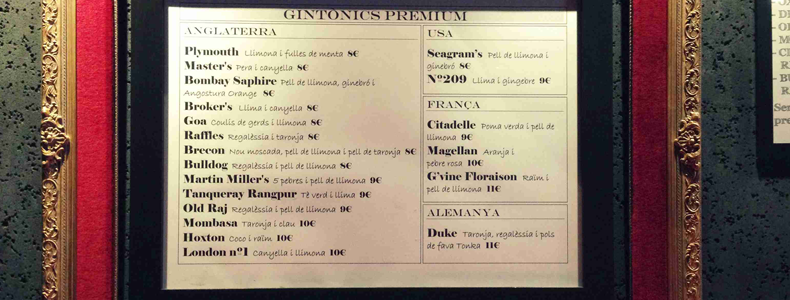 GINTONICS PREMIUM
ANGLATERRA
Plymouth Llimona i fulles de menta 8€
Master's Pera i canyella 8€
Bombay Saphire Pell de llimona, ginebró i
Angostura Orange 8€
Broker's Llima i canyella 8€
Goa Coulis de gerds i llimona 8€
Raffles Regalèssia i taronja 8€
Brecon Nou moscada, pell de llimona i pell de taronja 8€
Bulldog Regalèssia i pell de llimona 8€
Martin Miller's 5 pebres i pell de llimona 9€
Tanqueray Rangpur Tè verd i llima 9€
Old Raj Regalèssia i pell de llimona 9€
Mombasa Taronja i clau 10€
Hoxton Coco i raïm 10€
London nº1 Canyella i llimona 10€
USA
Seagram's Pell de llimona i
ginebró 8€
Nº209 Llima i gingebre 9€
FRANÇA
Citadelle Poma verda i pell de
llimona 9€
Magellan Aranja i
pebre rosa 10€
G'vine Floraison Raïm i
pell de llimona 11€
ALEMANYA
Duke Taronja, regalèssia i pols
de fava Tonka 11€